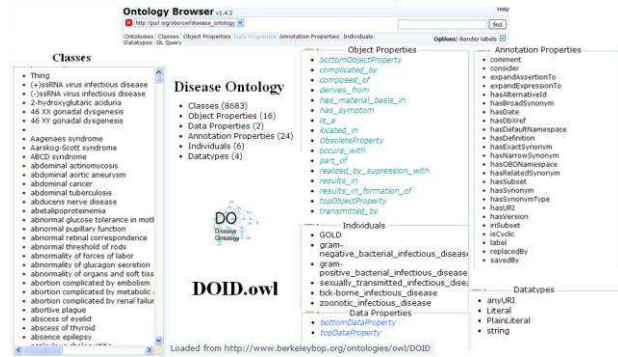 Ontology Browser v1.4.2
Help
http://purl.org/obo/owl/disease_ontology
find
Ontologies Classes Object Properties Data Properties Annotation Properties Individuals
Datatypes DL Query
Options: Render labels
Classes
Thing
(+)ssRNA virus infectious disease
(-)ssRNA virus infectious disease
2-hydroxyglutaric aciduria
46 XX gonadal dysgenesis
46 XY gonadal dysgenesis
Aagenaes syndrome
Aarskog-Scott syndrome
ABCD syndrome
abdominal actinomycosis
abdominal aortic aneurysm
abdominal cancer
abdominal tuberculosis
abducens nerve disease
abetalipoproteinemia
abnormal glucose tolerance in moth
abnormal pupillary function
abnormal retinal correspondence
abnormal threshold of rods
abnormality of forces of labor
abnormality of glucagon secretion
abnormality of organs and soft tiss
abortion complicated by embolism
abortion complicated by metabolic
abortion complicated by renal failur
abortive plague
abscess of eyelid
abscess of thyroid
absence epilepsy
Disease Ontology
Classes (8683)
Object Properties (16)
Data Properties (2)
Annotation Properties (24)
Individuals (6)
Datatypes (4)
DO
Disease
Ontology
DOID.owl
Loaded from http://www.berkeleybop.org/ontologies/owl/DOID
Object Properties
bottomObjectProperty
complicated_by
composed_of
derives_from
has_material_basis_in
has_symptom
is_a
located_in
ObsoleteProperty
occurs_with
part_of
realized_by_supression_with
results_in
results_in_formation_of
topObjectProperty
transmitted_by
Individuals
GOLD
gram-
negative_bacterial_infectious_disease
gram-
positive_bacterial_infectious_disease
sexually_transmitted_infectious_disease
tick-borne_infectious_disease
zoonotic_infectious_disease
Data Properties
bottomDataProperty
topDataProperty
Annotation Properties
comment
consider
expandAssertionTo
expandExpressionTo
hasAlternativeId
hasBroadSynonym
hasDate
hasDbXref
hasDefaultNamespace
hasDefinition
hasExactSynonym
hasNarrowSynonym
hasOBONamespace
hasRelatedSynonym
hasSubset
hasSynonym
hasSynonymType
hasURI
hasVersion
inSubset
isCyclic
label
replacedBy
savedBy
Datatypes
anyURI
Literal
PlainLiteral
string